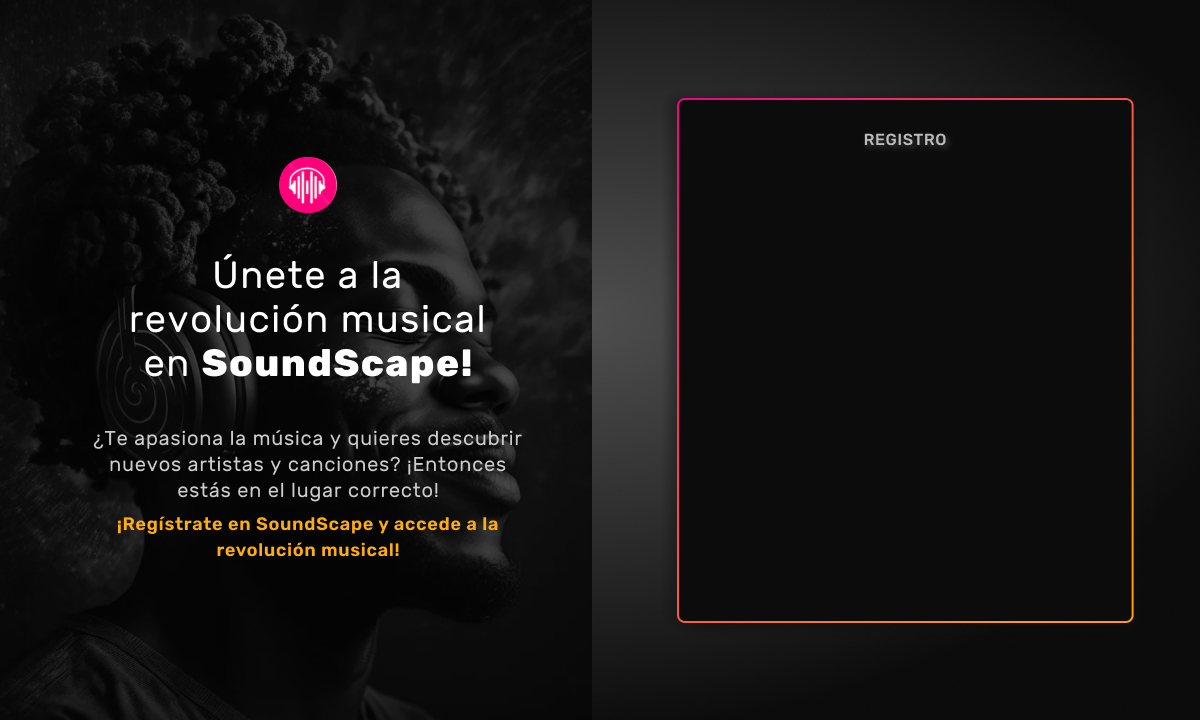 Únete a la
revolución musical
en SoundScape!
¿Te apasiona la música y quieres descubrir
nuevos artistas y canciones? ¡Entonces
estás en el lugar correcto!
¡Regístrate en SoundScape y accede a la
revolución musical!
REGISTRO